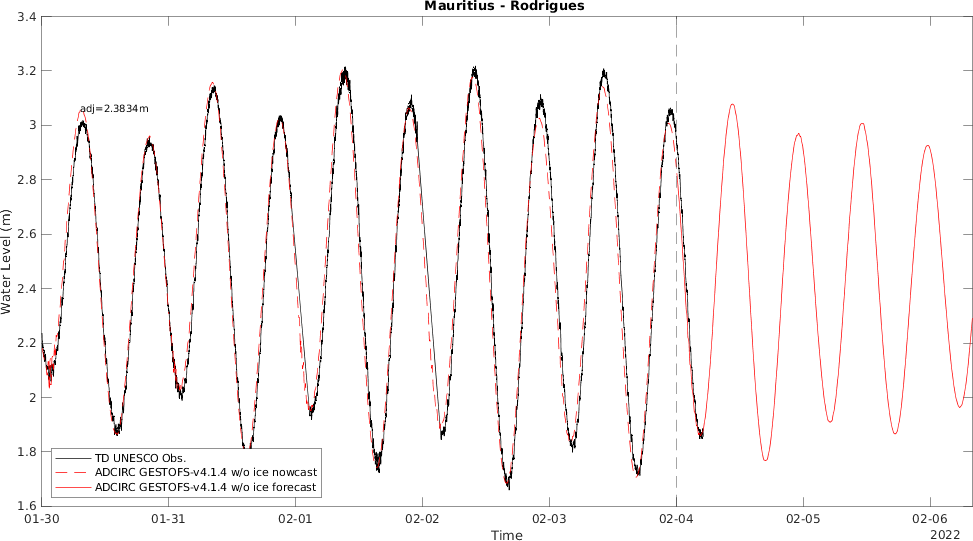 Mauritius - Rodrigues
3.4
3.2
3
2.8
2.6
2.4
2.2
2
1.8
1.6
Water Level (m)
adj=2.3834m
TD UNESCO Obs.
ADCIRC GESTOFS-v4.1.4 w/o ice nowcast
ADCIRC GESTOFS-v4.1.4 w/o ice forecast
01-30 01-31 02-01 02-02 02-03 02-04 02-05 02-06
Time
2022